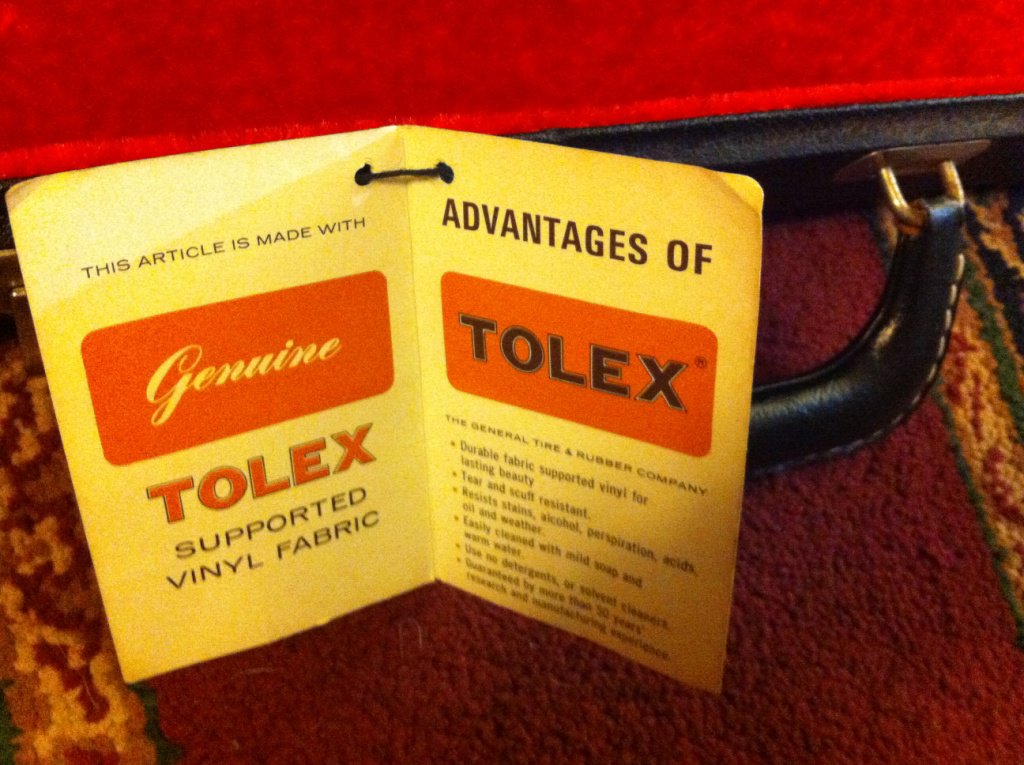 THIS ARTICLE IS MADE WITH
Genuine
TOLEX
SUPPORTED
VINYL FABRIC
ADVANTAGES OF
TOLEX®
THE GENERAL TIRE & RUBBER COMPANY
• Durable fabric supported vinyl for
lasting beauty
• Tear and scuff resistant.
• Resists stains, alcohol, perspiration, acids,
oil and weather.
• Easily cleaned with mild soap and
warm water.
• Use no detergents, or solvent cleaners.
• Guaranteed by more than 50 years'
research and manufacturing experience.